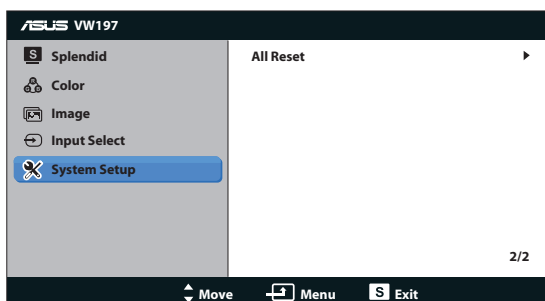 ASUS VW197
S Splendid
All Reset
Color
Image
Input Select
System Setup
2/2
Move Menu S Exit